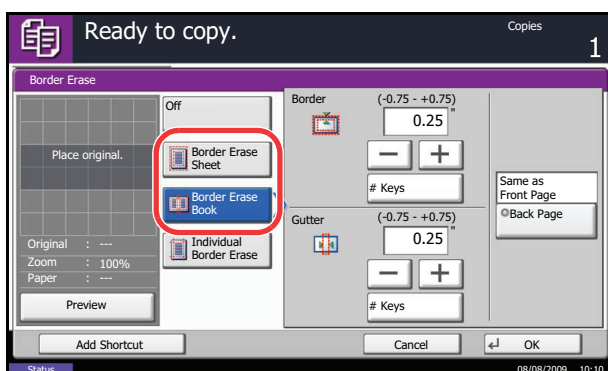 Ready to copy.
Copies
1
Border Erase
Place original.
Original : ---
Zoom : 100%
Paper : ---
Preview
Off
Border Erase
Sheet
Border Erase
Book
Individual
Border Erase
Border
(-0.75 - +0.75)
0.25 "
# Keys
Gutter
(-0.75 - +0.75)
0.25 "
# Keys
Same as
Front Page
Back Page
Add Shortcut
Cancel
OK
Status
08/08/2009 10:10